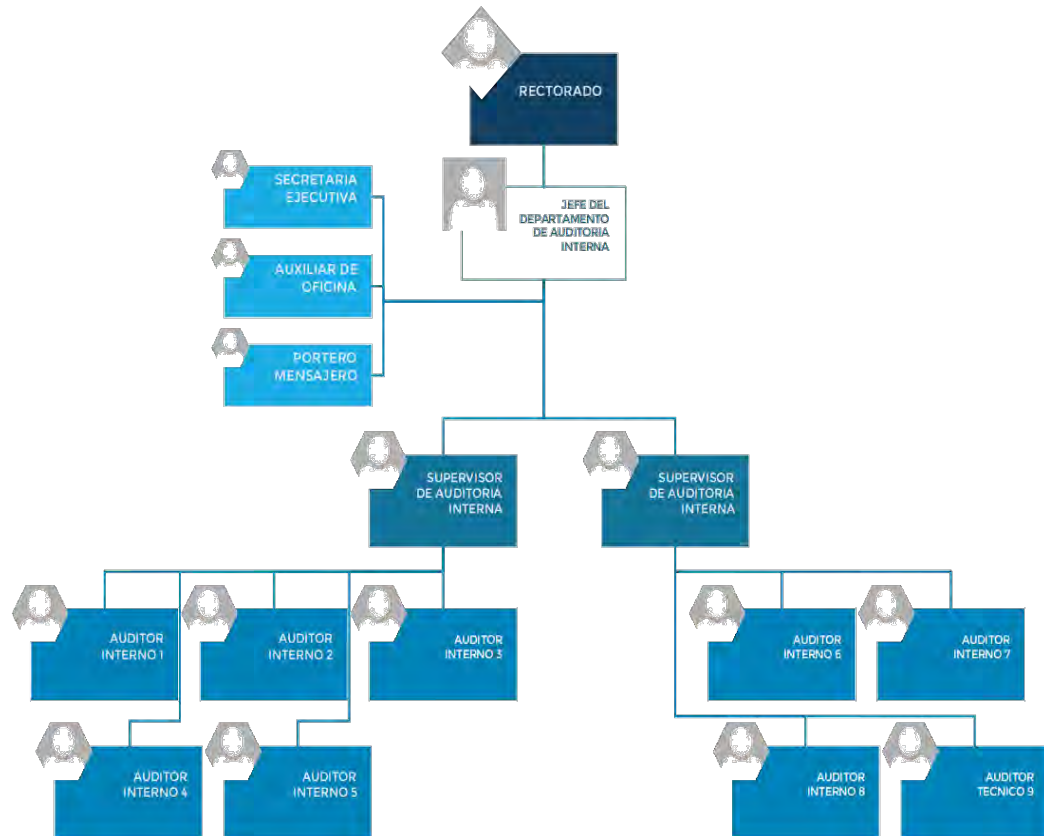 RECTORADO
JEFE DEL
DEPARTAMENTO
DE AUDITORIA
INTERNA
SECRETARIA
EJECUTIVA
AUXILIAR DE
OFICINA
PORTERO
MENSAJERO
SUPERVISOR
DE AUDITORIA
INTERNA
SUPERVISOR
DE AUDITORIA
INTERNA
AUDITOR
INTERNO 1
AUDITOR
INTERNO 2
AUDITOR
INTERNO 3
AUDITOR
INTERNO 6
AUDITOR
INTERNO 7
AUDITOR
INTERNO 4
AUDITOR
INTERNO 5
AUDITOR
INTERNO 8
AUDITOR
TECNICO 9